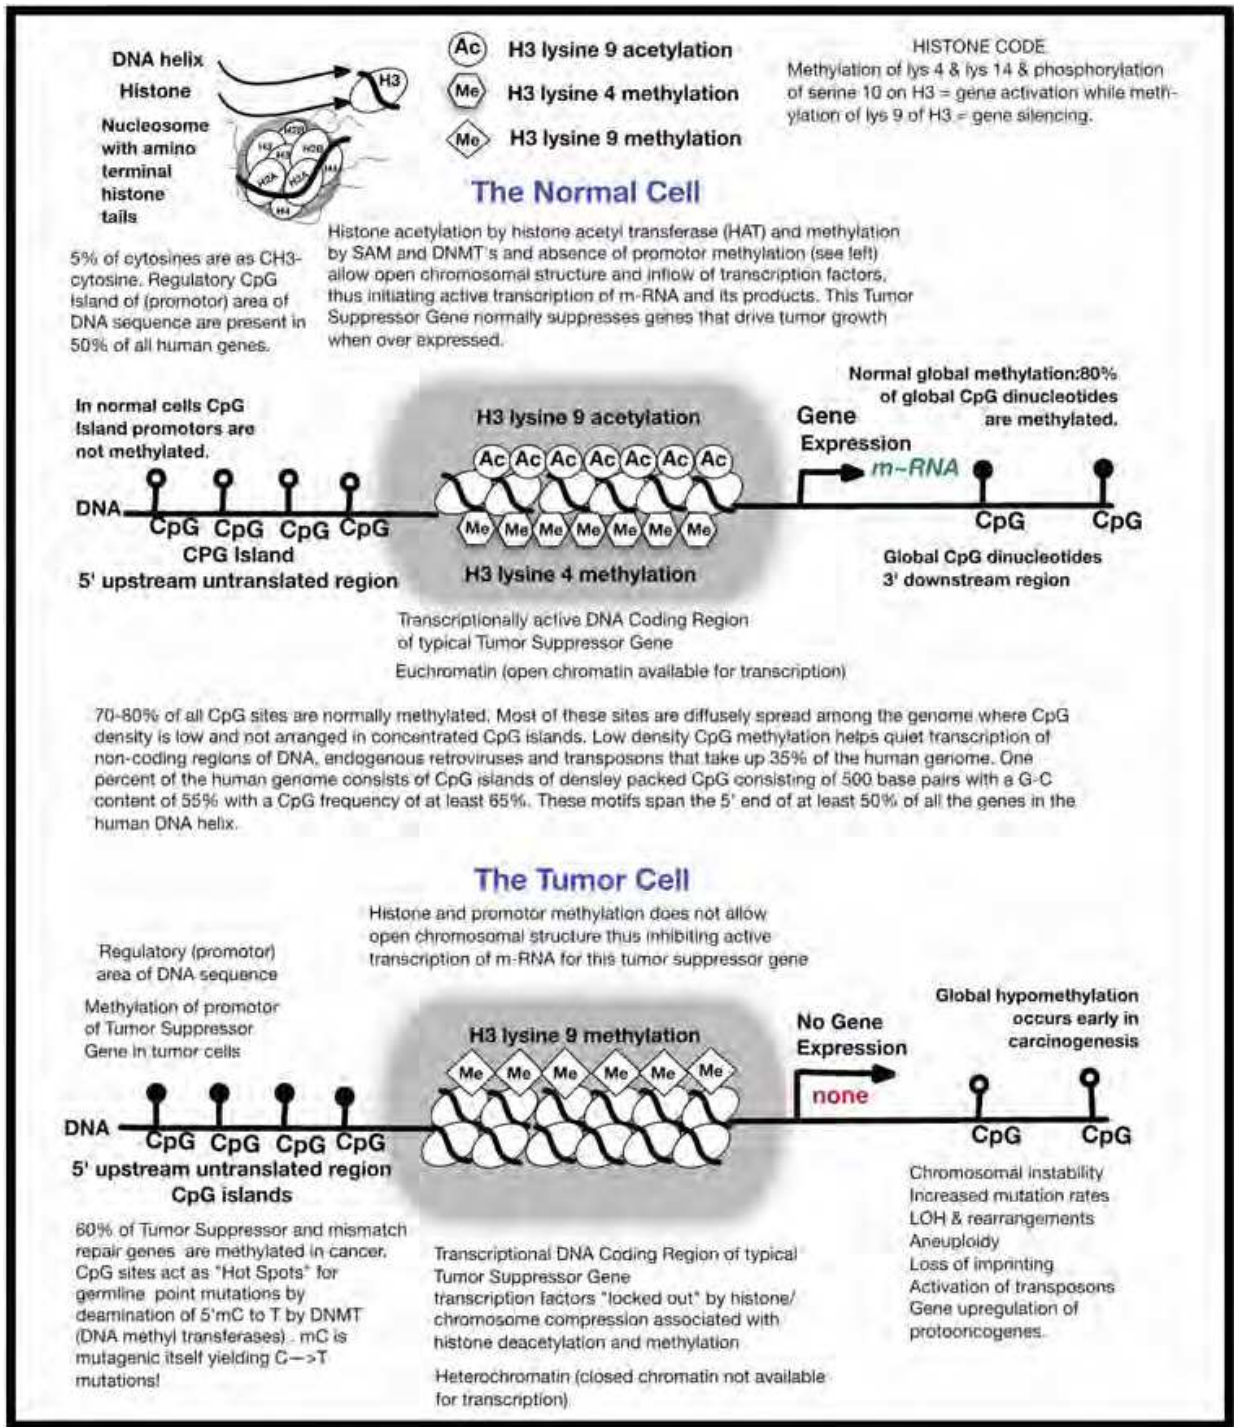 DNA helix
Histone
Nucleosome
with amino
terminal
histone
tails
H3
H2B
H2B
H3
H2A
H4
Ac H3 lysine 9 acetylation
Me H3 lysine 4 methylation
Me H3 lysine 9 methylation
HISTONE CODE
Methylation of lys 4 & lys 14 & phosphorylation
of serine 10 on H3 = gene activation while meth-
ylation of lys 9 of H3 = gene silencing.
The Normal Cell
5% of cytosines are as CH3-
cytosine. Regulatory CpG
Island of (promotor) area of
DNA sequence are present in
50% of all human genes.
Histone acetylation by histone acetyl transferase (HAT) and methylation
by SAM and DNMT's and absence of promotor methylation (see left)
allow open chromosomal structure and inflow of transcription factors,
thus initiating active transcription of m-RNA and its products. This Tumor
Suppressor Gene normally suppresses genes that drive tumor growth
when over expressed.
In normal cells CpG
Island promotors are
not methylated.
DNA
CpG CpG CpG CpG
CPG Island
5' upstream untranslated region
H3 lysine 9 acetylation
Ac Ac Ac Ac Ac Ac Ac
Me Me Me Me Me Me Me
H3 lysine 4 methylation
Gene
Expression
m~RNA
Normal global methylation:80%
of global CpG dinucleotides
are methylated.
CpG CpG
Global CpG dinucleotides
3' downstream region
Transcriptionally active DNA Coding Region
of typical Tumor Suppressor Gene
Euchromatin (open chromatin available for transcription)
70-80% of all CpG sites are normally methylated. Most of these sites are diffusely spread among the genome where CpG
density is low and not arranged in concentrated CpG islands. Low density CpG methylation helps quiet transcription of
non-coding regions of DNA, endogenous retroviruses and transposons that take up 35% of the human genome. One
percent of the human genome consists of CpG islands of densley packed CpG consisting of 500 base pairs with a G-C
content of 55% with a CpG frequency of at least 65%. These motifs span the 5' end of at least 50% of all the genes in the
human DNA helix.
The Tumor Cell
Histone and promotor methylation does not allow
open chromosomal structure thus inhibiting active
transcription of m-RNA for this tumor suppressor gene
Regulatory (promotor)
area of DNA sequence
Methylation of promotor
of Tumor Suppressor
Gene in tumor cells
DNA
CpG CpG CpG CpG
5' upstream untranslated region
CpG islands
H3 lysine 9 methylation
Me Me Me Me Me Me
No Gene
Expression
none
Global hypomethylation
occurs early in
carcinogenesis
CpG CpG
60% of Tumor Suppressor and mismatch
repair genes are methylated in cancer.
CpG sites act as "Hot Spots" for
germline point mutations by
deamination of 5'mC to T by DNMT
(DNA methyl transferases) . mC is
mutagenic itself yielding C—>T
mutations!
Transcriptional DNA Coding Region of typical
Tumor Suppressor Gene
transcription factors "locked out" by histone/
chromosome compression associated with
histone deacetylation and methylation
Heterochromatin (closed chromatin not available
for transcription)
Chromosomal instability
Increased mutation rates
LOH & rearrangements
Aneuploidy
Loss of imprinting
Activation of transposons
Gene upregulation of
protooncogenes.